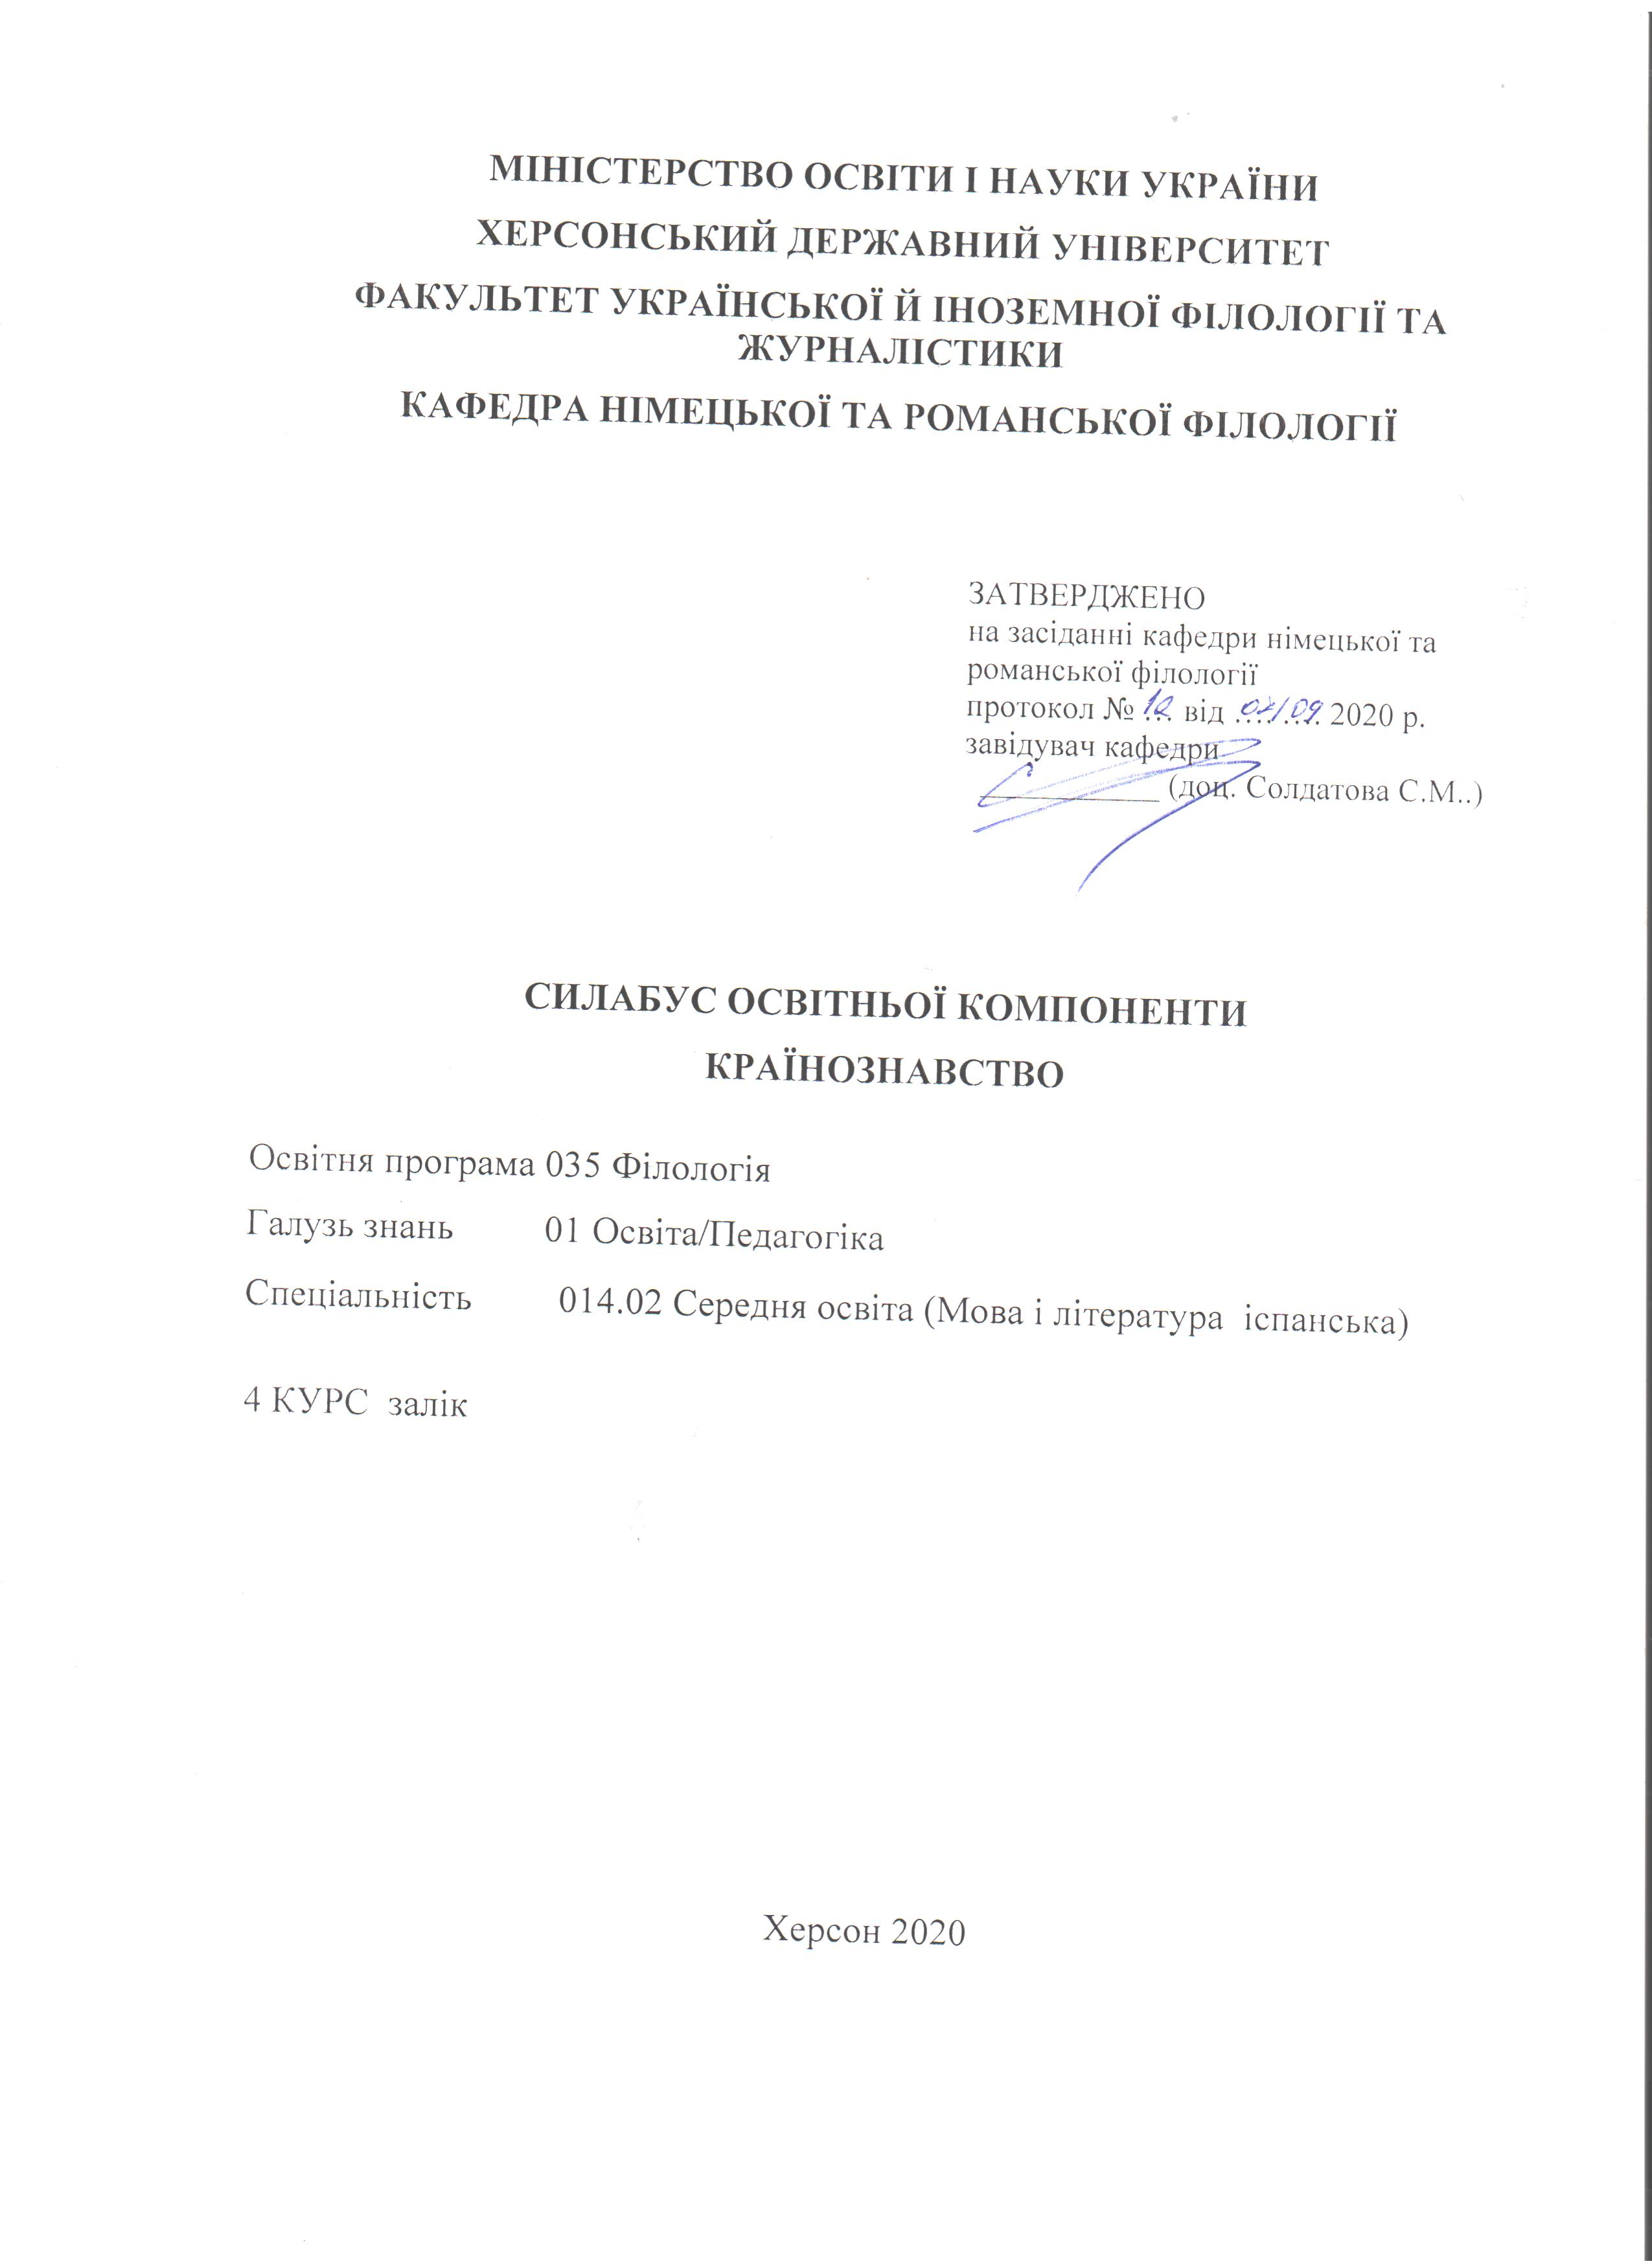 МІНІСТЕРСТВО ОСВІТИ І НАУКИ УКРАЇНИ
ХЕРСОНСЬКИЙ ДЕРЖАВНИЙ УНІВЕРСИТЕТ
ФАКУЛЬТЕТ УКРАЇНСЬКОЇ Й ІНОЗЕМНОЇ ФІЛОЛОГІЇ ТА
ЖУРНАЛІСТИКИ
КАФЕДРА НІМЕЦЬКОЇ ТА РОМАНСЬКОЇ ФІЛОЛОГІЇ
ЗАТВЕРДЖЕНО
на засіданні кафедри німецької та
романської філології
протокол № від 2020 р.
завідувач кафедри
(доц. Солдатова С.М..)
СИЛАБУС ОСВІТНЬОЇ КОМПОНЕНТИ
КРАЇНОЗНАВСТВО
Освітня програма 035 Філологія
Галузь знань 01 Освіта/Педагогіка
Спеціальність 014.02 Середня освіта (Мова і література іспанська)
4 КУРС залік
Херсон 2020